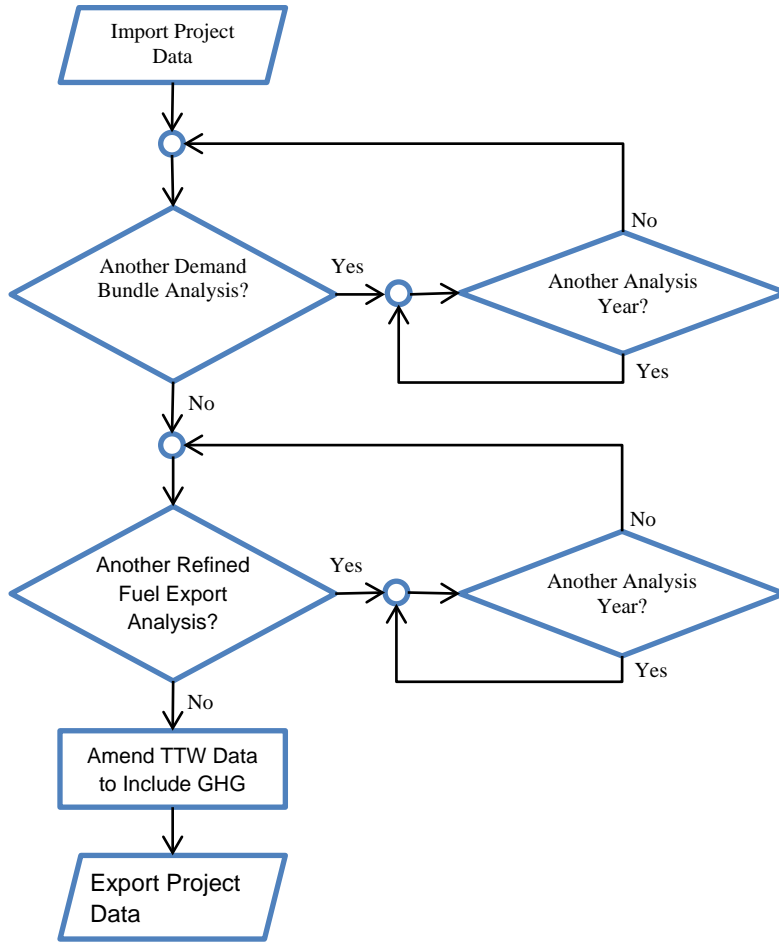 Import Project
Data
No
Another Demand
Bundle Analysis?
Yes
Another Analysis
Year?
Yes
No
No
Another Refined
Fuel Export
Analysis?
Yes
Another Analysis
Year?
Yes
No
Amend TTW Data
to Include GHG
Export Project
Data